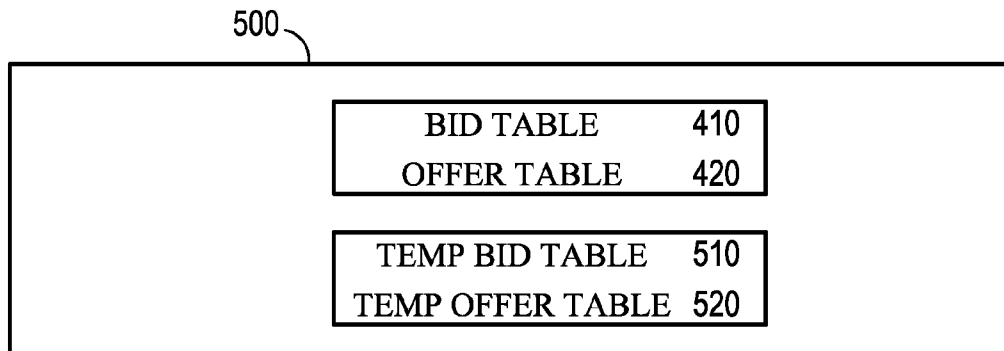 500
BID TABLE 410
OFFER TABLE 420
TEMP BID TABLE 510
TEMP OFFER TABLE 520